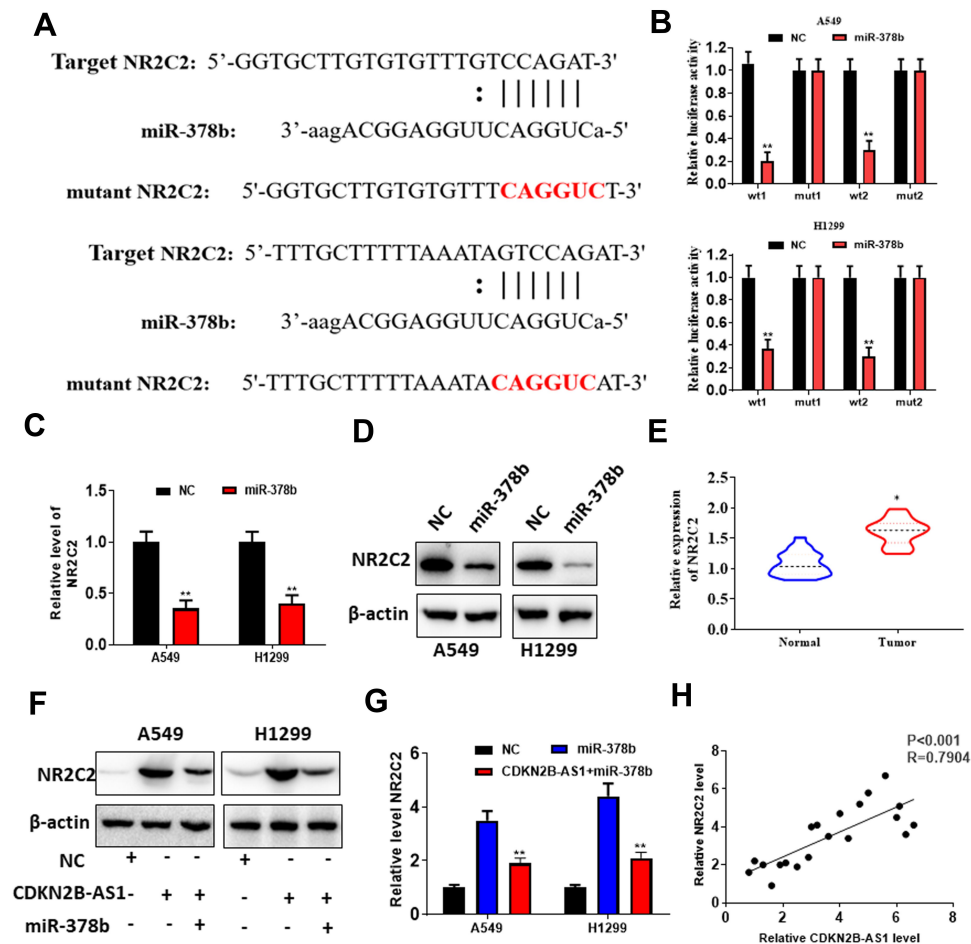 A
Target NR2C2: 5’-GGTGCTTGTGTGTTTGTCCAGAT-3'
: | | | | | |
miR-378b: 3’-aagACGGAGGUUCAGGUCa-5'
mutant NR2C2: 5'-GGTGCTTGTGTGTTTCAGGUCT-3'
Target NR2C2: 5'-TTTGCTTTTTAAATAGTCCAGAT-3'
: | | | | | |
miR-378b: 3’-aagACGGAGGUUCAGGUCa-5'
mutant NR2C2: 5'-TTTGCTTTTTAAATACAGGUCAT-3'
B
A549
NC miR-378b
Relative luciferase activity
1.2
1.0
0.8
0.6
0.4
0.2
0.0
** **
wt1 mut1 wt2 mut2
H1299
NC miR-378b
Relative luciferase activity
1.2
1.0
0.8
0.6
0.4
0.2
0.0
** **
wt1 mut1 wt2 mut2
C
NC miR-378b
Relative level of
NR2C2
1.5
1.0
0.5
0.0
** **
A549 H1299
D
NC miR-378b NC miR-378b
NR2C2
β-actin
A549 H1299
E
Relative expression
of NR2C2
2.5
2.0
1.5
1.0
0.5
0.0
*
Normal Tumor
F
A549 H1299
NR2C2
β-actin
NC + - - + - -
CDKN2B-AS1 - + + - + +
miR-378b - - + - - +
G
NC miR-378b
CDKN2B-AS1+miR-378b
Relative level NR2C2
6
4
2
0
** **
A549 H1299
H
P<0.001
R=0.7904
Relative NR2C2 level
8
6
4
2
0
0 2 4 6 8
Relative CDKN2B-AS1 level